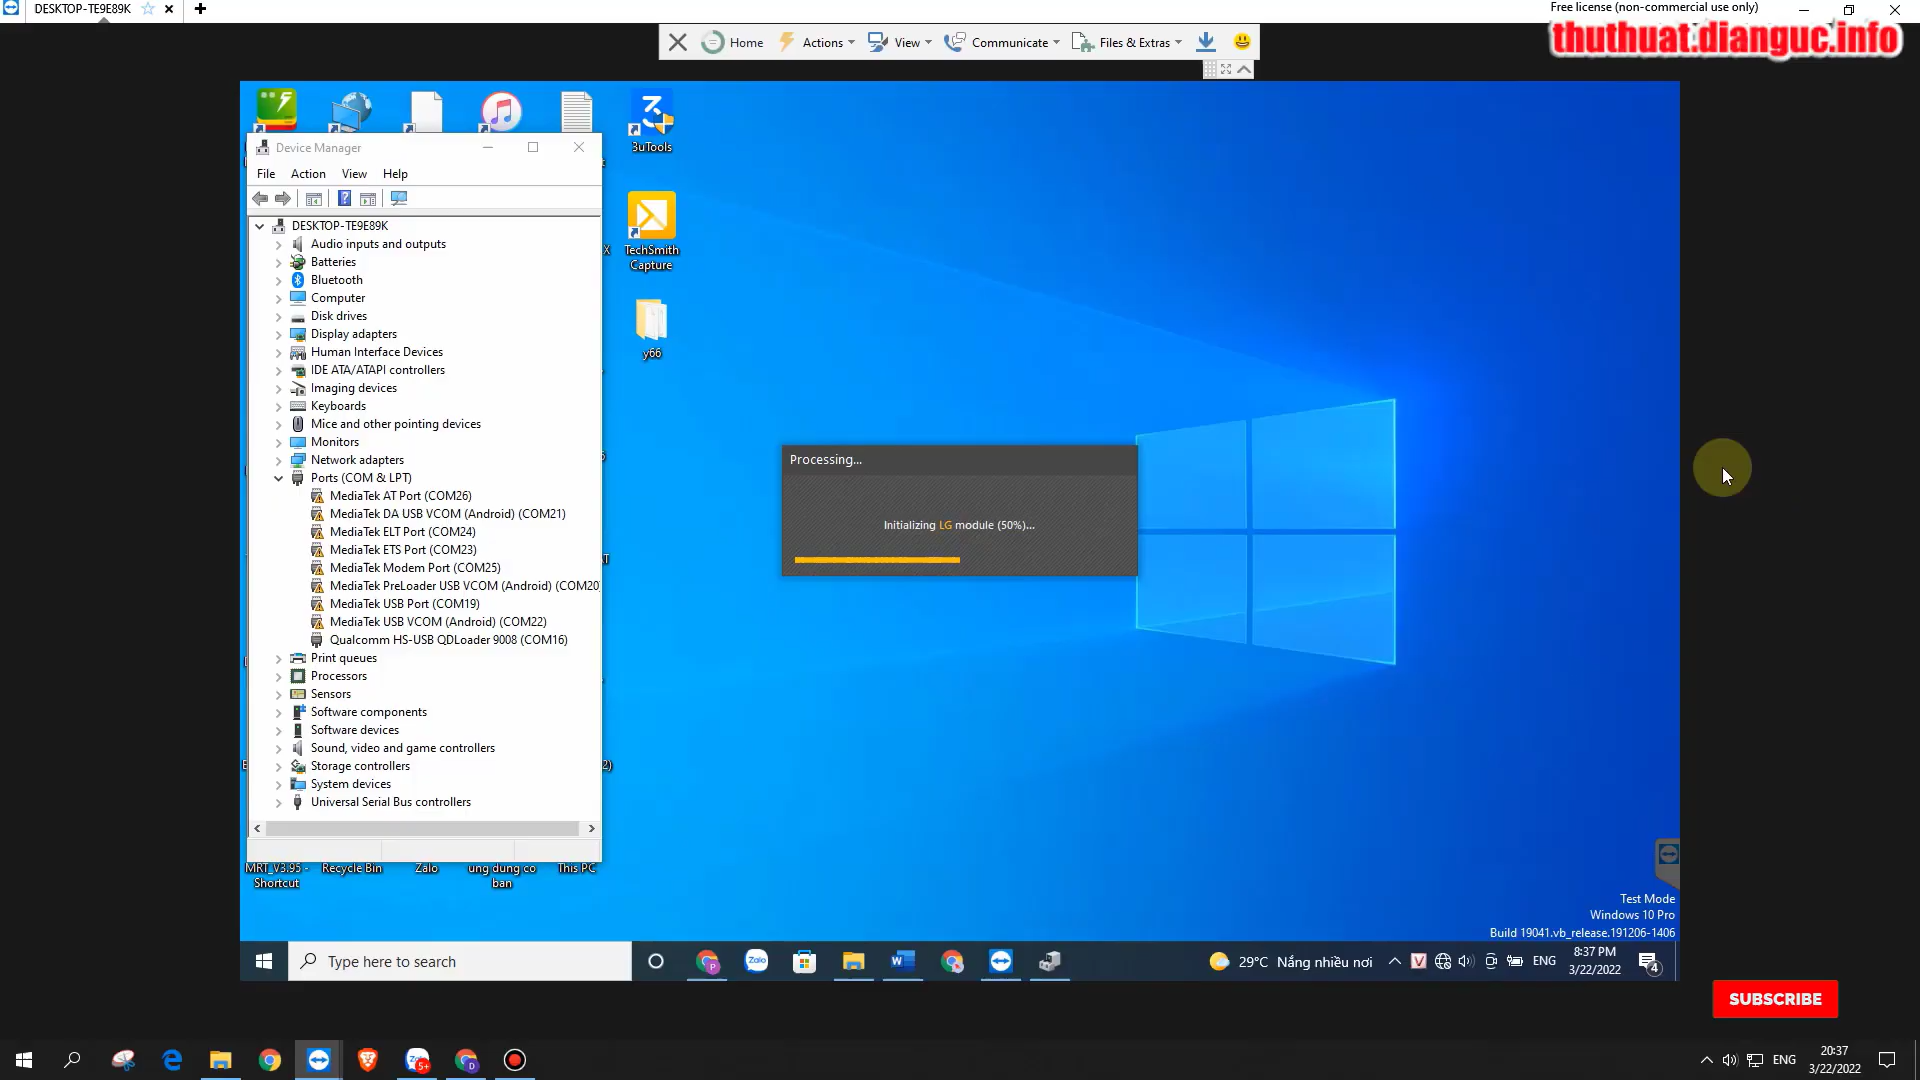 DESKTOP-TE9E89K
Free license (non-commercial use only)
thuthuat.dianguc.info
Home
Actions
View
Communicate
Files & Extras
3uTools
TechSmith
Capture
y66
Device Manager
File
Action
View
Help
DESKTOP-TE9E89K
Audio inputs and outputs
Batteries
Bluetooth
Computer
Disk drives
Display adapters
Human Interface Devices
IDE ATA/ATAPI controllers
Imaging devices
Keyboards
Mice and other pointing devices
Monitors
Network adapters
Ports (COM & LPT)
MediaTek AT Port (COM26)
MediaTek DA USB VCOM (Android) (COM21)
MediaTek ELT Port (COM24)
MediaTek ETS Port (COM23)
MediaTek Modem Port (COM25)
MediaTek PreLoader USB VCOM (Android) (COM20)
MediaTek USB Port (COM19)
MediaTek USB VCOM (Android) (COM22)
Qualcomm HS-USB QDLoader 9008 (COM16)
Print queues
Processors
Sensors
Software components
Software devices
Sound, video and game controllers
Storage controllers
System devices
Universal Serial Bus controllers
Processing...
Initializing LG module (50%)...
MRT_V3.95 -
Shortcut
Recycle Bin
Zalo
ung dung co
ban
This PC
Test Mode
Windows 10 Pro
Build 19041.vb_release.191206-1406
Type here to search
Zalo
29°C Nắng nhiều nơi
ENG
8:37 PM
3/22/2022
4
SUBSCRIBE
5+
ENG
20:37
3/22/2022